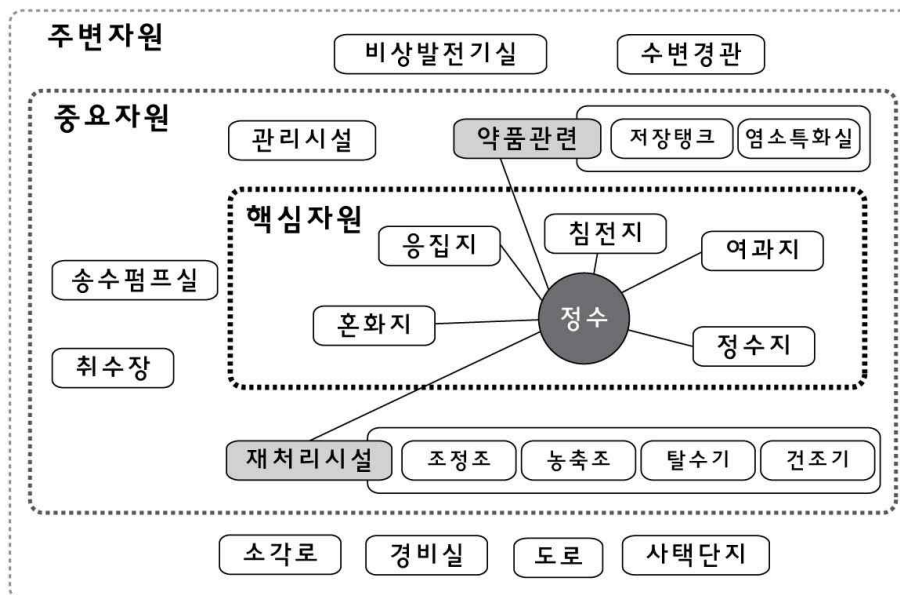 주변자원
비상발전기실
수변경관
중요자원
관리시설
약품관련
저장탱크
염소특화실
핵심자원
응집지
침전지
여과지
송수펌프실
혼화지
정수
정수지
취수장
재처리시설
조정조
농축조
탈수기
건조기
소각로
경비실
도로
사택단지